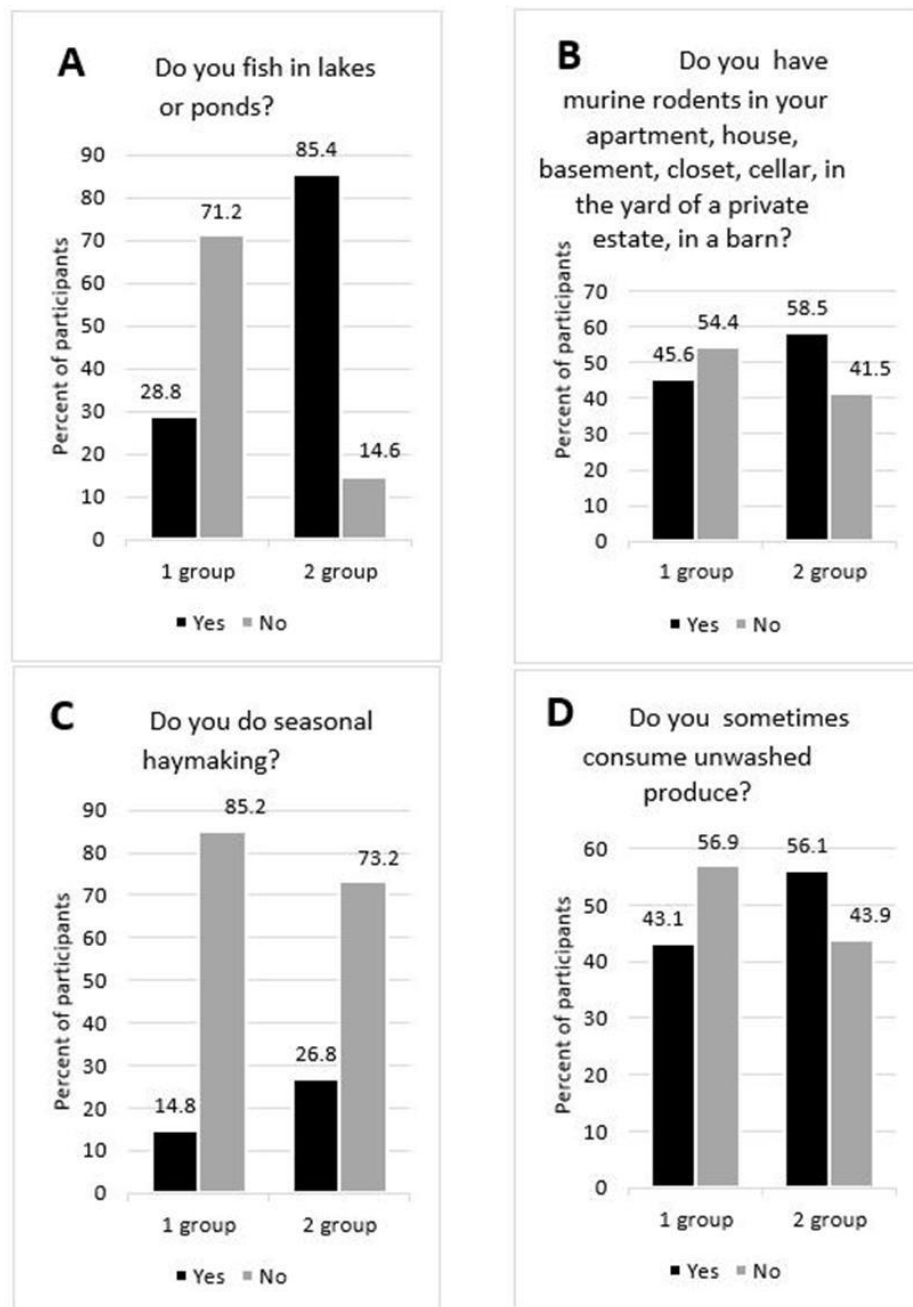 A
Do you fish in lakes
or ponds?
Percent of participants
90
80
70
60
50
40
30
20
10
0
28.8
71.2
85.4
14.6
1 group
2 group
Yes
No
B
Do you have
murine rodents in your
apartment, house,
basement, closet, cellar, in
the yard of a private
estate, in a barn?
Percent of participants
70
60
50
40
30
20
10
0
45.6
54.4
58.5
41.5
1 group
2 group
Yes
No
C
Do you do seasonal
haymaking?
Percent of participants
90
80
70
60
50
40
30
20
10
0
14.8
85.2
26.8
73.2
1 group
2 group
Yes
No
D
Do you sometimes
consume unwashed
produce?
Percent of participants
60
50
40
30
20
10
0
43.1
56.9
56.1
43.9
1 group
2 group
Yes
No